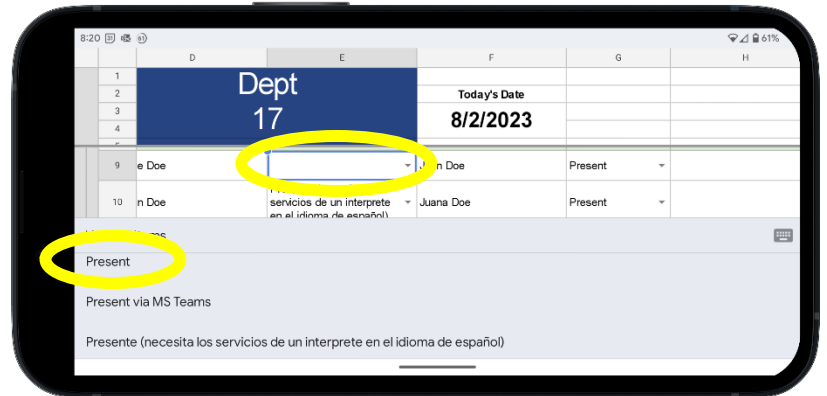 8:20 31 61%
D E F G H
1
2
3
4
Dept
17
Today's Date
8/2/2023
9 e Doe Doe Present
10 n Doe servicios de un interprete Juana Doe Present
en el idioma de español)
Present
Present via MS Teams
Presente (necesita los servicios de un interprete en el idioma de español)